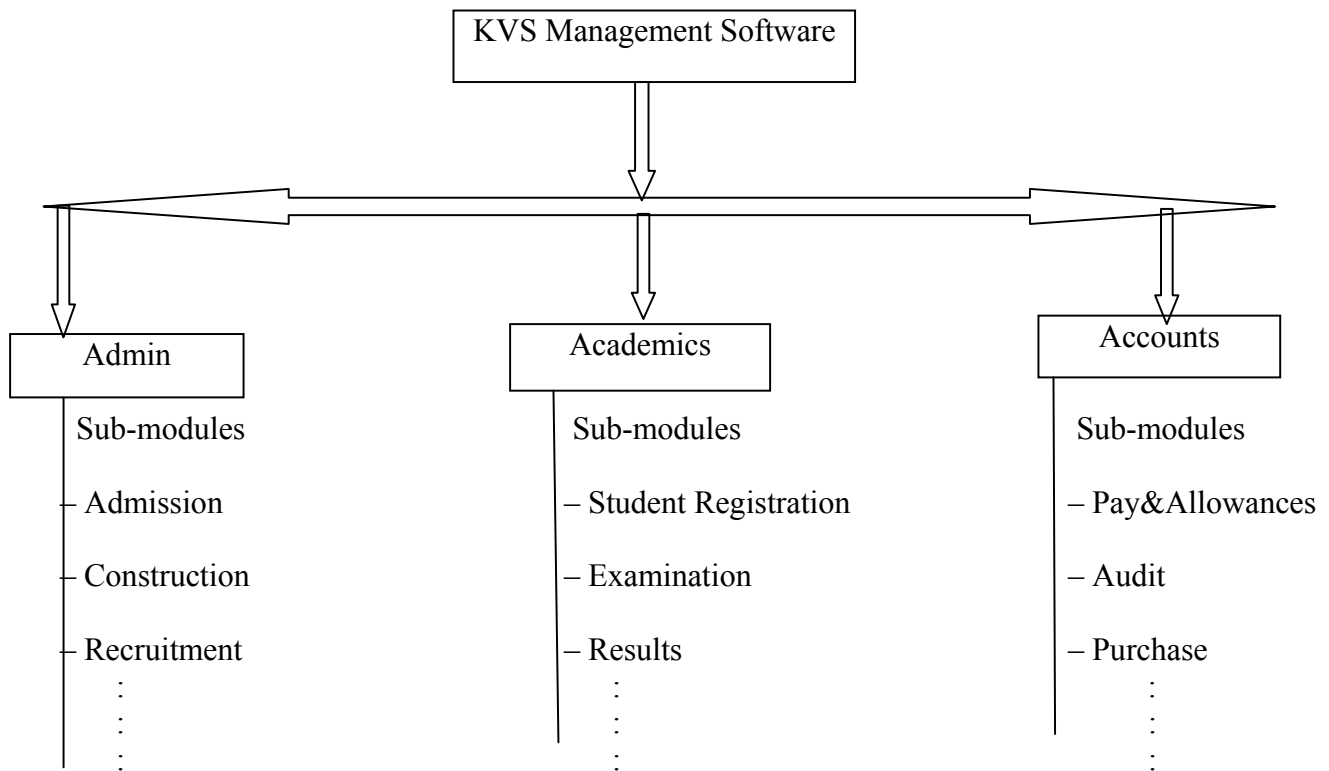 KVS Management Software
Admin
Sub-modules
– Admission
– Construction
– Recruitment
Academics
Sub-modules
– Student Registration
– Examination
– Results
Accounts
Sub-modules
– Pay&Allowances
– Audit
– Purchase